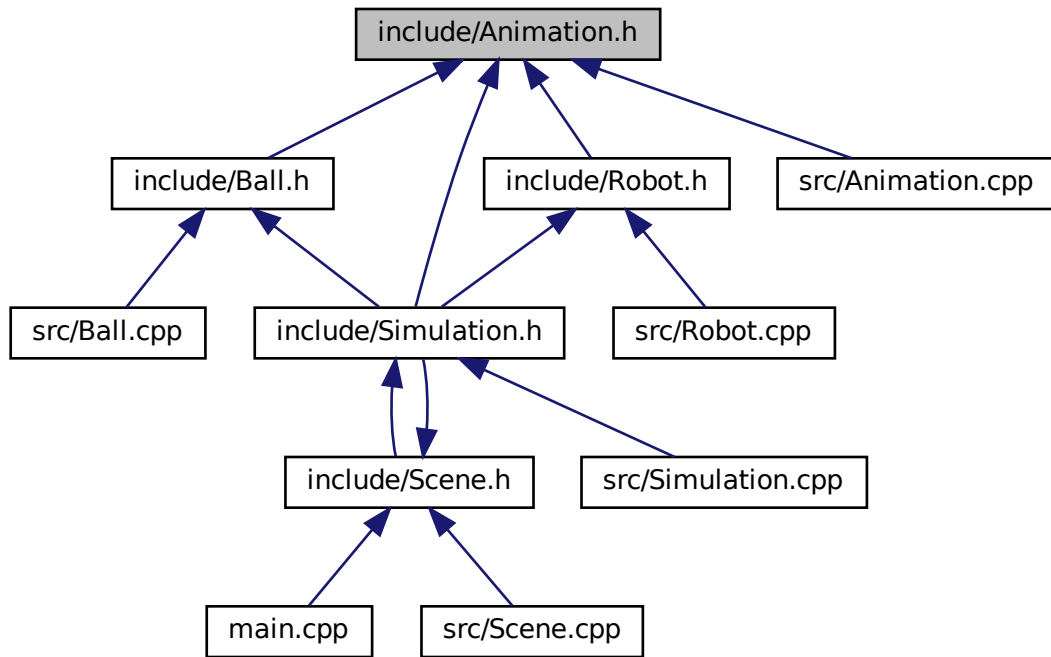 include/Animation.h
include/Ball.h
include/Robot.h
src/Animation.cpp
src/Ball.cpp
include/Simulation.h
src/Robot.cpp
include/Scene.h
src/Simulation.cpp
main.cpp
src/Scene.cpp